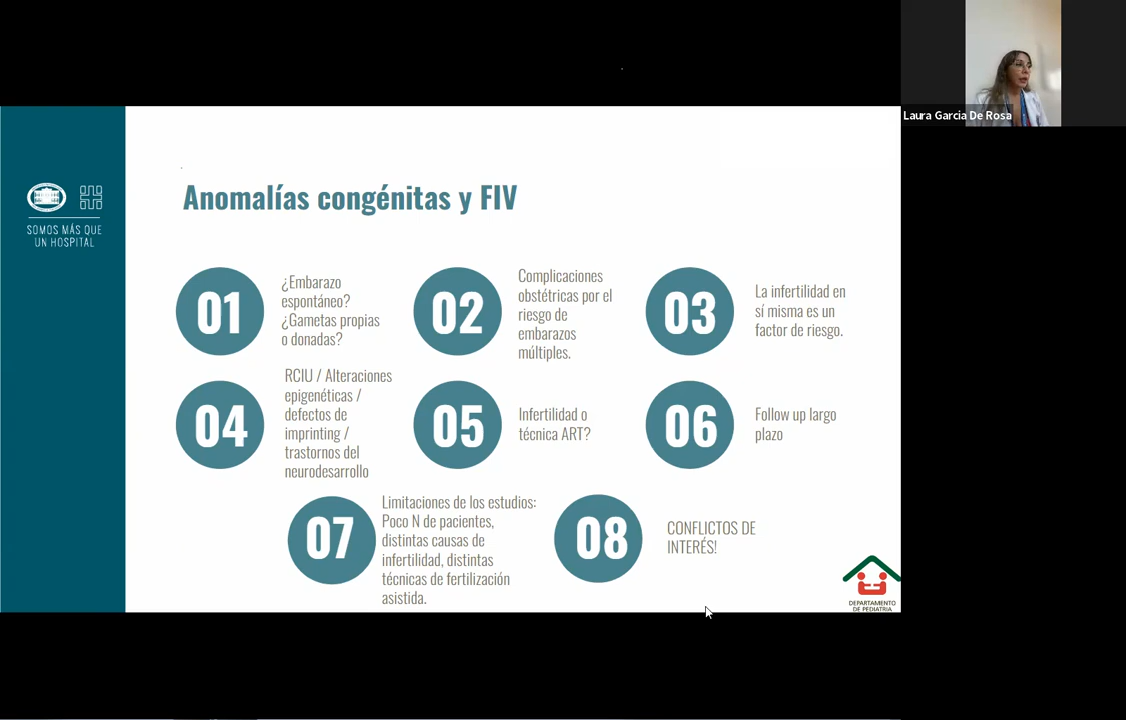 Laura Garcia De Rosa
SOMOS MÁS QUE
UN HOSPITAL
Anomalías congénitas y FIV
01
¿Embarazo
espontáneo?
¿Gametas propias
o donadas?
02
Complicaciones
obstétricas por el
riesgo de
embarazos
múltiples.
03
La infertilidad en
sí misma es un
factor de riesgo.
04
RCIU / Alteraciones
epigenéticas /
defectos de
imprinting /
trastornos del
neurodesarrollo
05
Infertilidad o
técnica ART?
06
Follow up largo
plazo
07
Limitaciones de los estudios:
Poco N de pacientes,
distintas causas de
infertilidad, distintas
técnicas de fertilización
asistida.
08
CONFLICTOS DE
INTERÉS!
DEPARTAMENTO
DE PEDIATRIA